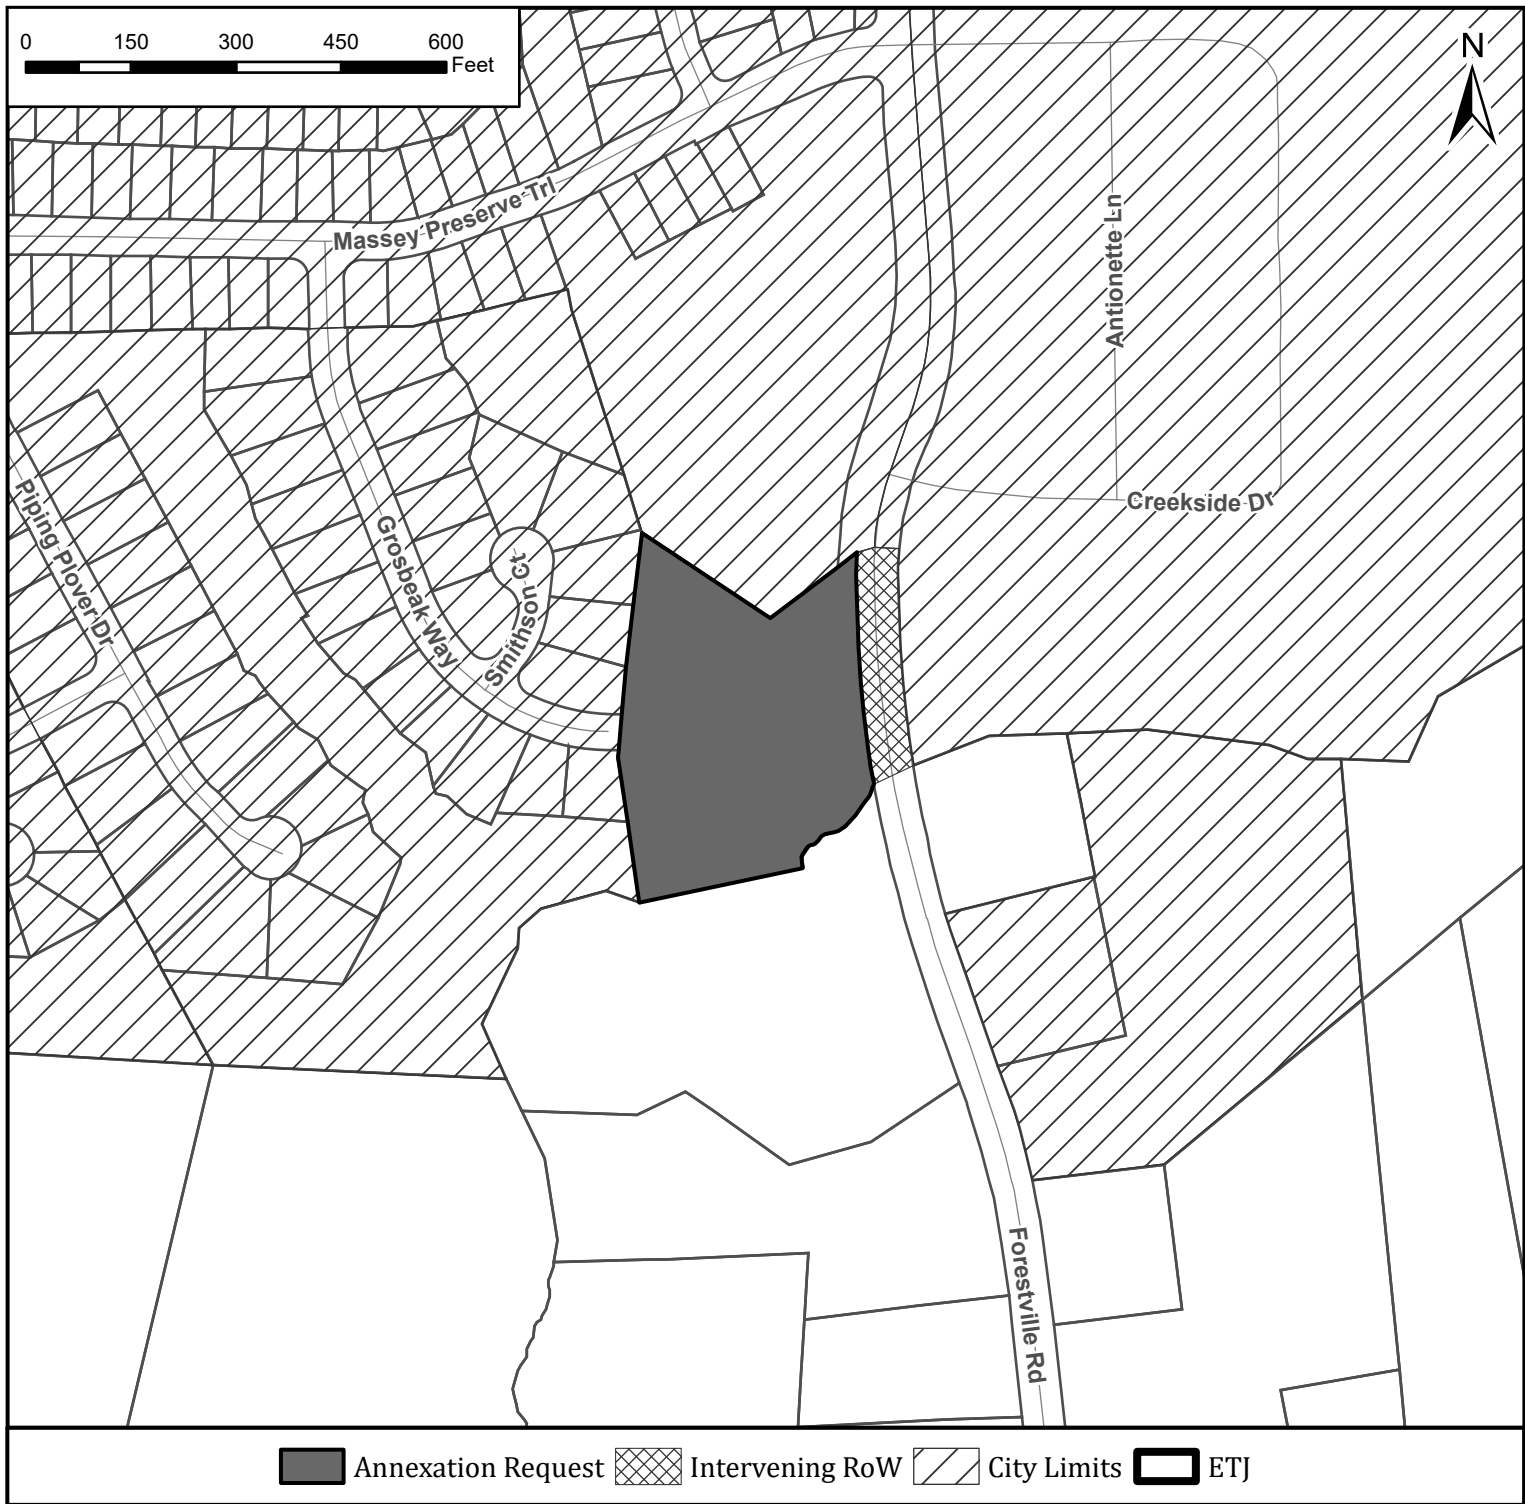 0 150 300 450 600
Feet
N
Massey Preserve Trl
Antionette Ln
Creekside Dr
Piping Plover Dr
Grosbeak Way
Smithson Ct
Forestville Rd
Annexation Request Intervening RoW City Limits ETJ